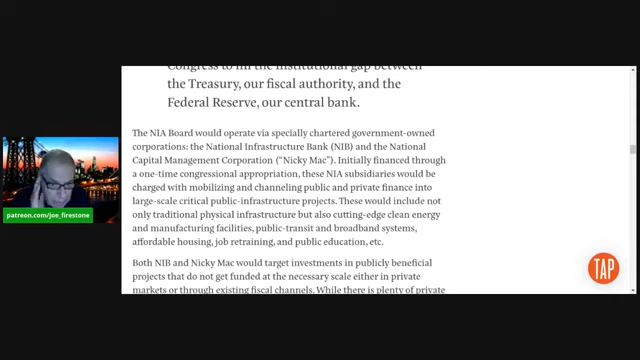 Congress to fill the institutional gap between
the Treasury, our fiscal authority, and the
Federal Reserve, our central bank.
The NIA Board would operate via specially chartered government-owned
corporations: the National Infrastructure Bank (NIB) and the National
Capital Management Corporation (“Nicky Mac”). Initially financed through
a one-time congressional appropriation, these NIA subsidiaries would be
charged with mobilizing and channeling public and private finance into
large-scale critical public-infrastructure projects. These would include not
only traditional physical infrastructure but also cutting-edge clean energy
and manufacturing facilities, public-transit and broadband systems,
affordable housing, job retraining, and public education, etc.
Both NIB and Nicky Mac would target investments in publicly beneficial
projects that do not get funded at the necessary scale either in private
markets or through existing fiscal channels. While there is plenty of private
patreon.com/joe_firestone
TAP